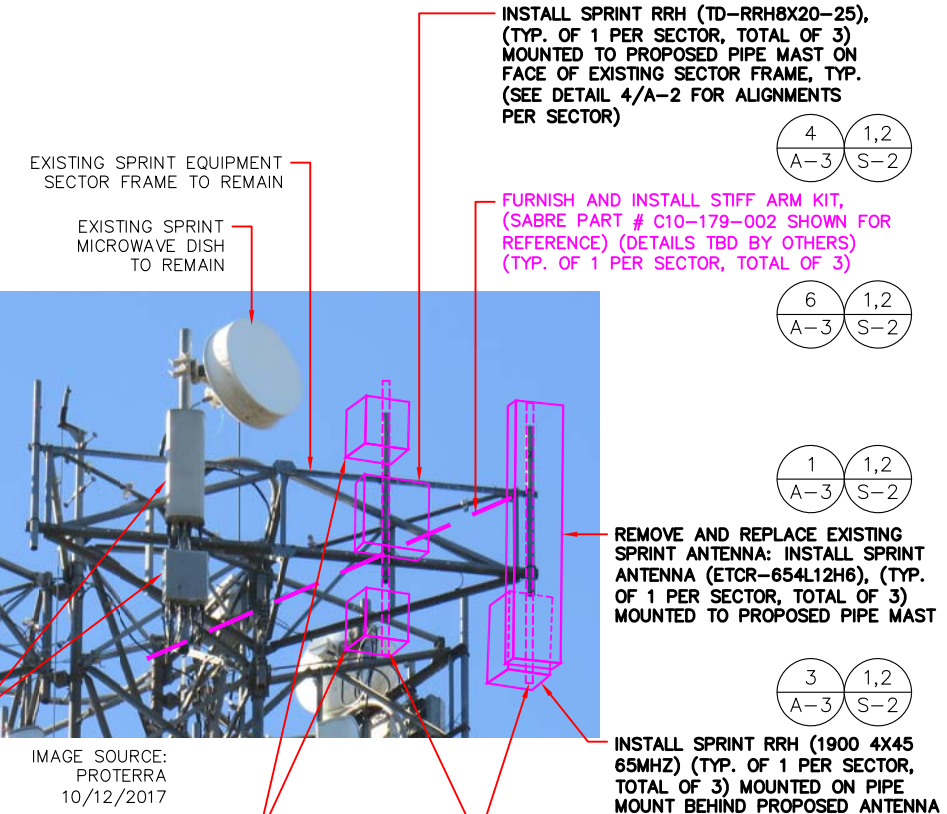 INSTALL SPRINT RRH (TD-RRH8X20-25),
(TYP. OF 1 PER SECTOR, TOTAL OF 3)
MOUNTED TO PROPOSED PIPE MAST ON
FACE OF EXISTING SECTOR FRAME, TYP.
(SEE DETAIL 4/A-2 FOR ALIGNMENTS
PER SECTOR)
4 1,2
A-3 S-2
EXISTING SPRINT EQUIPMENT
SECTOR FRAME TO REMAIN
EXISTING SPRINT
MICROWAVE DISH
TO REMAIN
FURNISH AND INSTALL STIFF ARM KIT,
(SABRE PART # C10-179-002 SHOWN FOR
REFERENCE) (DETAILS TBD BY OTHERS)
(TYP. OF 1 PER SECTOR, TOTAL OF 3)
6 1,2
A-3 S-2
1 1,2
A-3 S-2
REMOVE AND REPLACE EXISTING
SPRINT ANTENNA: INSTALL SPRINT
ANTENNA (ETCR-654L12H6), (TYP.
OF 1 PER SECTOR, TOTAL OF 3)
MOUNTED TO PROPOSED PIPE MAST
3 1,2
A-3 S-2
INSTALL SPRINT RRH (1900 4X45
65MHZ) (TYP. OF 1 PER SECTOR,
TOTAL OF 3) MOUNTED ON PIPE
MOUNT BEHIND PROPOSED ANTENNA
IMAGE SOURCE:
PROTERRA
10/12/2017